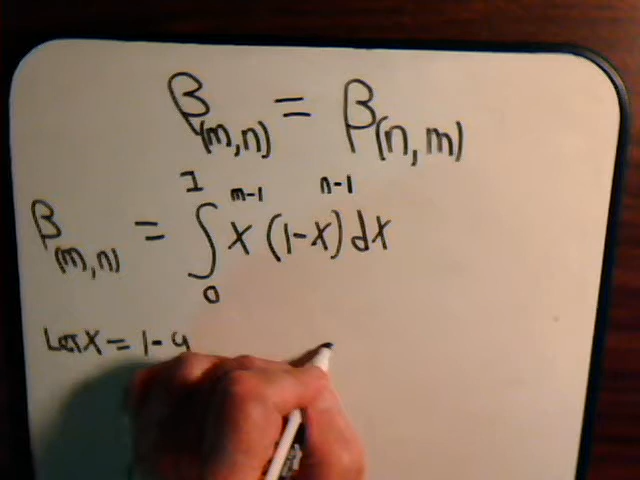 β(m,n) = β(n,m)
β(m,n) = ∫₀¹ x^(m-1) (1-x)^(n-1) dx
Let x = 1-y